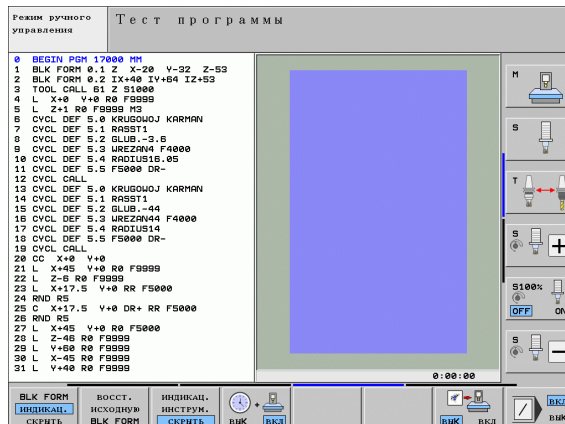 Режим ручного
управления
Тест программы
0 BEGIN PGM 17000 MM
1 BLK FORM 0.1 Z X-20 Y-32 Z-53
2 BLK FORM 0.2 IX+40 IY+64 IZ+53
3 TOOL CALL 61 Z S1000
4 L X+0 Y+0 R0 F9999
5 L Z+1 R0 F9999 M3
6 CYCL DEF 5.0 KRUGOWOJ KARMAN
7 CYCL DEF 5.1 RASST1
8 CYCL DEF 5.2 GLUB.-3.6
9 CYCL DEF 5.3 WREZAN4 F4000
10 CYCL DEF 5.4 RADIUS16.05
11 CYCL DEF 5.5 F5000 DR-
12 CYCL CALL
13 CYCL DEF 5.0 KRUGOWOJ KARMAN
14 CYCL DEF 5.1 RASST1
15 CYCL DEF 5.2 GLUB.-44
16 CYCL DEF 5.3 WREZAN44 F4000
17 CYCL DEF 5.4 RADIUS14
18 CYCL DEF 5.5 F5000 DR-
19 CYCL CALL
20 CC X+0 Y+0
21 L X+45 Y+0 R0 F9999
22 L Z-6 R0 F9999
23 L X+17.5 Y+0 RR F5000
24 RND R5
25 C X+17.5 Y+0 DR+ RR F5000
26 RND R5
27 L X+45 Y+0 R0 F5000
28 L Z-46 R0 F9999
29 L Y+60 R0 F9999
30 L X-45 R0 F9999
31 L Y+40 R0 F9999
0:00:00
M
S
T
S
S100%
OFF ON
S
BLK FORM
ИНДИКАЦ.
СКРЫТЬ
ВОССТ.
ИСХОДНУЮ
BLK FORM
ИНДИКАЦ.
ИНСТРУМ.
СКРЫТЬ
ВЫК ВКЛ
ВЫК ВКЛ
ВКЛ
ВЫК